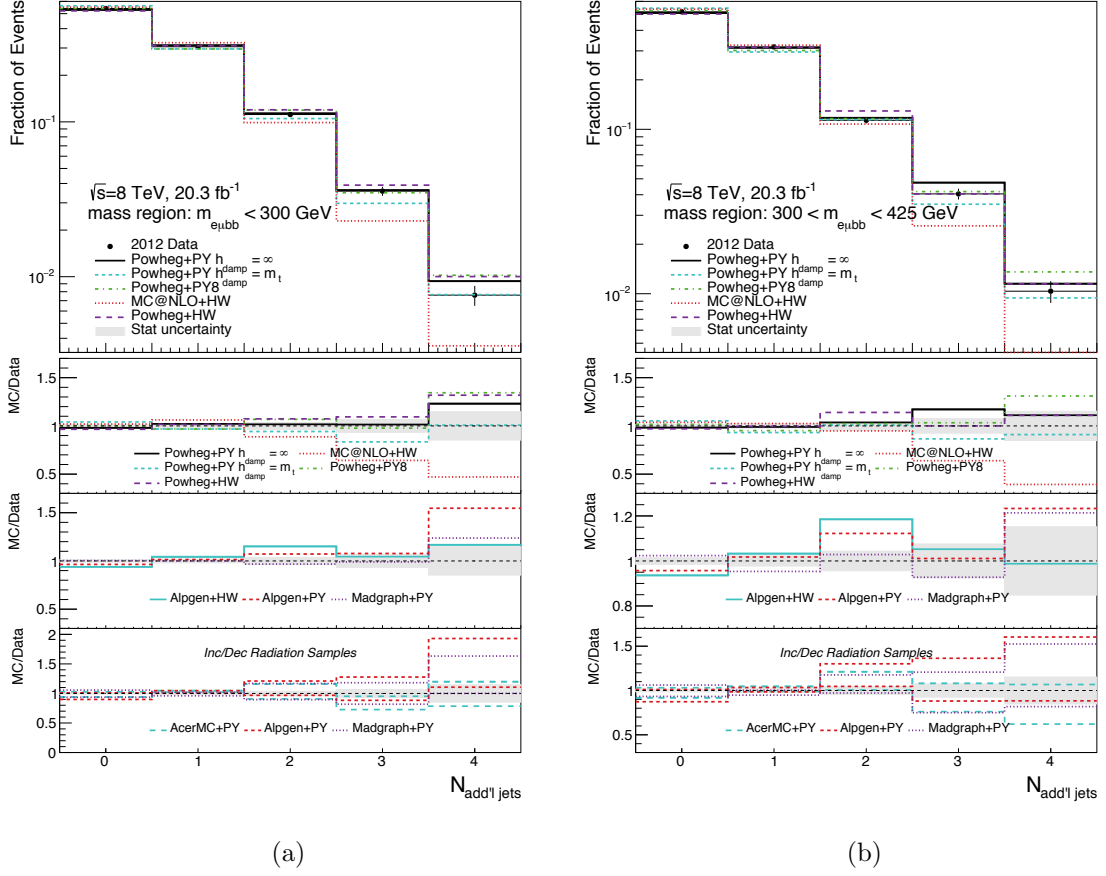 Fraction of Events
10⁻¹
10⁻²
√s=8 TeV, 20.3 fb⁻¹
mass region: m_eμbb < 300 GeV
2012 Data
Powheg+PY h_damp = ∞
Powheg+PY h_damp = m_t
Powheg+PY8
MC@NLO+HW
Powheg+HW
Stat uncertainty
MC/Data
1.5
1
0.5
Powheg+PY h_damp = ∞
MC@NLO+HW
Powheg+PY h_damp = m_t
Powheg+PY8
Powheg+HW
MC/Data
1.5
1
0.5
Alpgen+HW
Alpgen+PY
Madgraph+PY
MC/Data
2
1.5
1
0.5
0
Inc/Dec Radiation Samples
AcerMC+PY
Alpgen+PY
Madgraph+PY
0 1 2 3 4
N_add'l jets
(a)
Fraction of Events
10⁻¹
10⁻²
√s=8 TeV, 20.3 fb⁻¹
mass region: 300 < m_eμbb < 425 GeV
2012 Data
Powheg+PY h_damp = ∞
Powheg+PY h_damp = m_t
Powheg+PY8
MC@NLO+HW
Powheg+HW
Stat uncertainty
MC/Data
1.5
1
0.5
Powheg+PY h_damp = ∞
MC@NLO+HW
Powheg+PY h_damp = m_t
Powheg+PY8
Powheg+HW
MC/Data
1.2
1
0.8
Alpgen+HW
Alpgen+PY
Madgraph+PY
MC/Data
1.5
1
0.5
Inc/Dec Radiation Samples
AcerMC+PY
Alpgen+PY
Madgraph+PY
0 1 2 3 4
N_add'l jets
(b)